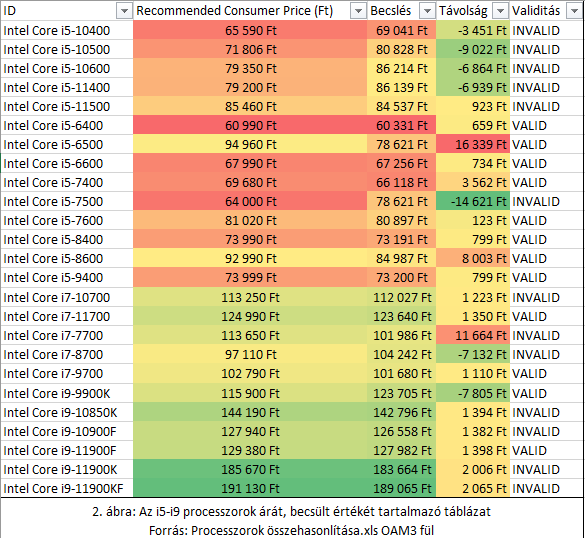 ID Recommended Consumer Price (Ft) Becslés Távolság Validitás
Intel Core i5-10400 65 590 Ft 69 041 Ft -3 451 Ft INVALID
Intel Core i5-10500 71 806 Ft 80 828 Ft -9 022 Ft INVALID
Intel Core i5-10600 79 350 Ft 86 214 Ft -6 864 Ft INVALID
Intel Core i5-11400 79 200 Ft 86 139 Ft -6 939 Ft INVALID
Intel Core i5-11500 85 460 Ft 84 537 Ft 923 Ft INVALID
Intel Core i5-6400 60 990 Ft 60 331 Ft 659 Ft VALID
Intel Core i5-6500 94 960 Ft 78 621 Ft 16 339 Ft VALID
Intel Core i5-6600 67 990 Ft 67 256 Ft 734 Ft VALID
Intel Core i5-7400 69 680 Ft 66 118 Ft 3 562 Ft VALID
Intel Core i5-7500 64 000 Ft 78 621 Ft -14 621 Ft INVALID
Intel Core i5-7600 81 020 Ft 80 897 Ft 123 Ft VALID
Intel Core i5-8400 73 990 Ft 73 191 Ft 799 Ft VALID
Intel Core i5-8600 92 990 Ft 84 987 Ft 8 003 Ft VALID
Intel Core i5-9400 73 999 Ft 73 200 Ft 799 Ft VALID
Intel Core i7-10700 113 250 Ft 112 027 Ft 1 223 Ft INVALID
Intel Core i7-11700 124 990 Ft 123 640 Ft 1 350 Ft VALID
Intel Core i7-7700 113 650 Ft 101 986 Ft 11 664 Ft INVALID
Intel Core i7-8700 97 110 Ft 104 242 Ft -7 132 Ft INVALID
Intel Core i7-9700 102 790 Ft 101 680 Ft 1 110 Ft VALID
Intel Core i9-9900K 115 900 Ft 123 705 Ft -7 805 Ft VALID
Intel Core i9-10850K 144 190 Ft 142 796 Ft 1 394 Ft INVALID
Intel Core i9-10900F 127 940 Ft 126 558 Ft 1 382 Ft INVALID
Intel Core i9-11900F 129 380 Ft 127 982 Ft 1 398 Ft VALID
Intel Core i9-11900K 185 670 Ft 183 664 Ft 2 006 Ft INVALID
Intel Core i9-11900KF 191 130 Ft 189 065 Ft 2 065 Ft INVALID
2. ábra: Az i5-i9 processzorok árát, becsült értékét tartalmazó táblázat
Forrás: Processzorok összehasonlítása.xls OAM3 fül